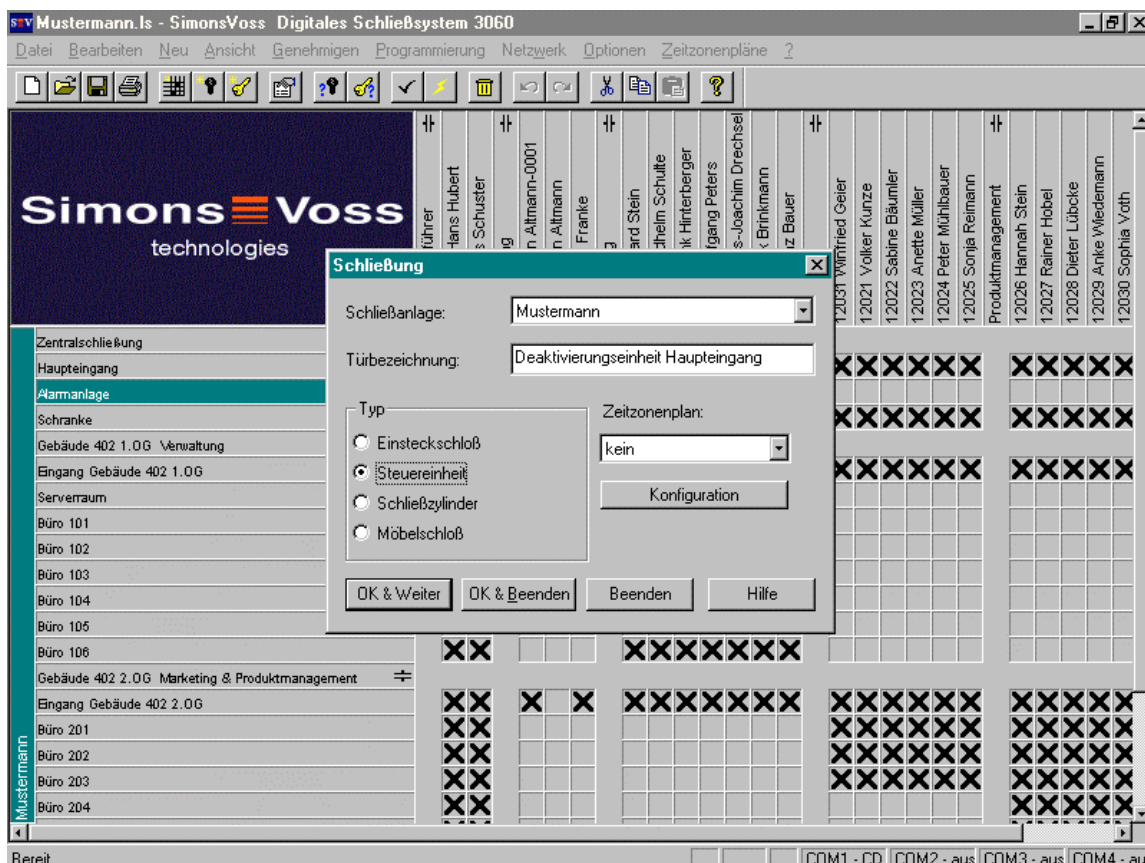 SV Mustermann.ls - SimonsVoss Digitales Schließsystem 3060
Datei Bearbeiten Neu Ansicht Genehmigen Programmierung Netzwerk Optionen Zeitzonenpläne ?
Simons Voss
technologies
Hans Hubert
Schuster
Altmann-0001
Altmann
Franke
Stein
Schulte
Hinterberger
Peters
Drechsel
Brinkmann
Bauer
12031 Winfried Geier
12021 Volker Kunze
12022 Sabine Bäumler
12023 Anette Müller
12024 Peter Mühlbauer
12025 Sonja Reimann
Produktmanagement
12026 Hannah Stein
12027 Rainer Hobel
12028 Dieter Lübcke
12029 Anke Wiedemann
12030 Sophia Voth
Schließung
Schließanlage: Mustermann
Türbezeichnung: Deaktivierungseinheit Haupteingang
Typ
Einsteckschloß
Steuereinheit
Schließzylinder
Möbelschloß
Zeitzonenplan:
kein
Konfiguration
OK & Weiter OK & Beenden Beenden Hilfe
Mustermann
Zentralschließung
Haupteingang
Alarmanlage
Schranke
Gebäude 402 1.OG Verwaltung
Eingang Gebäude 402 1.OG
Serverraum
Büro 101
Büro 102
Büro 103
Büro 104
Büro 105
Büro 106
Gebäude 402 2.OG Marketing & Produktmanagement
Eingang Gebäude 402 2.OG
Büro 201
Büro 202
Büro 203
Büro 204
Bereit COM1 - CD COM2 - aus COM3 - aus COM4 - au